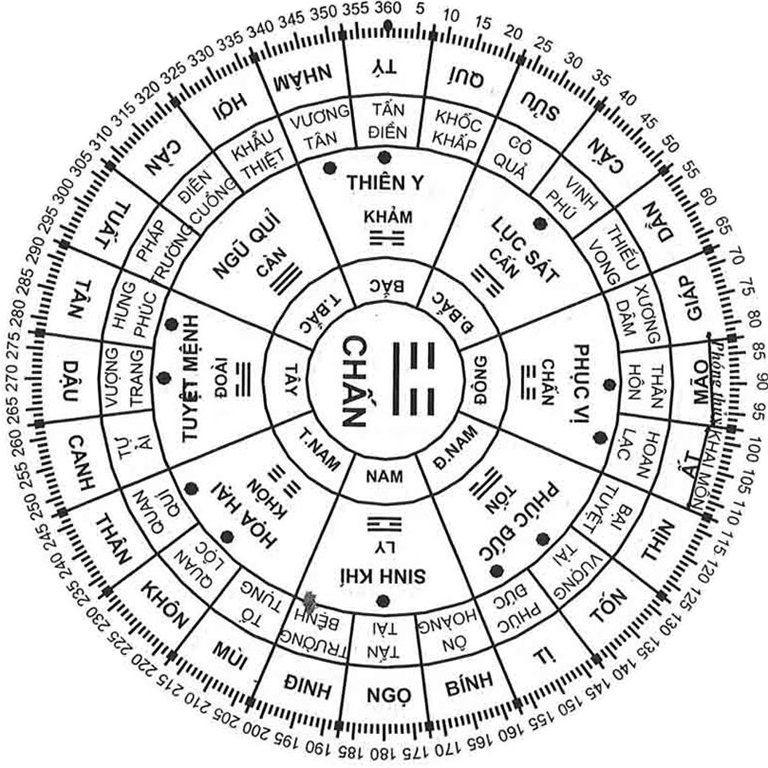 360
5
10
15
20
25
30
35
40
45
50
55
60
65
70
75
80
85
90
95
100
105
110
115
120
125
130
135
140
145
150
155
160
165
170
175
180
185
190
195
200
205
210
215
220
225
230
235
240
245
250
255
260
265
270
275
280
285
290
295
300
305
310
315
320
325
330
335
340
345
350
355
TÝ
QUÍ
SỬU
CẤN
DẦN
GIÁP
MẠO
ẤT
THÌN
TỐN
TỊ
BÍNH
NGỌ
ĐINH
MÙI
KHÔN
THÂN
CANH
DẬU
TÂN
TUẤT
CÀN
HỢI
NHÂM
Phong thủy KHAI MÔN
TẤN
ĐIỀN
KHỐC
KHẤP
CÔ
QUẢ
VINH
PHÚ
THIẾU
VONG
XƯƠNG
DÂM
THÂN
HÔN
HOAN
LẠC
BẠI
TUYỆT
VƯỢNG
TÀI
PHÚC
ĐỨC
HOÀNG
ÔN
TẤN
TÀI
TRƯỜNG
BỆNH
TỐ
TỤNG
QUAN
LỘC
QUAN
QUÍ
TỰ
ẢI
VƯỢNG
TRANG
HƯNG
PHÚC
PHÁP
TRƯỜNG
ĐIÊN
CUỒNG
KHẨU
THIỆT
VƯƠNG
TÂN
THIÊN Y
KHẢM
LỤC SÁT
CẤN
PHỤC VỊ
CHẤN
PHÚC ĐỨC
TỐN
SINH KHÍ
LY
HỌA HẠI
KHÔN
TUYỆT MỆNH
ĐOÀI
NGŨ QUỈ
CÀN
BẮC
Đ.BẮC
ĐÔNG
Đ.NAM
NAM
T.NAM
TÂY
T.BẮC
CHẤN